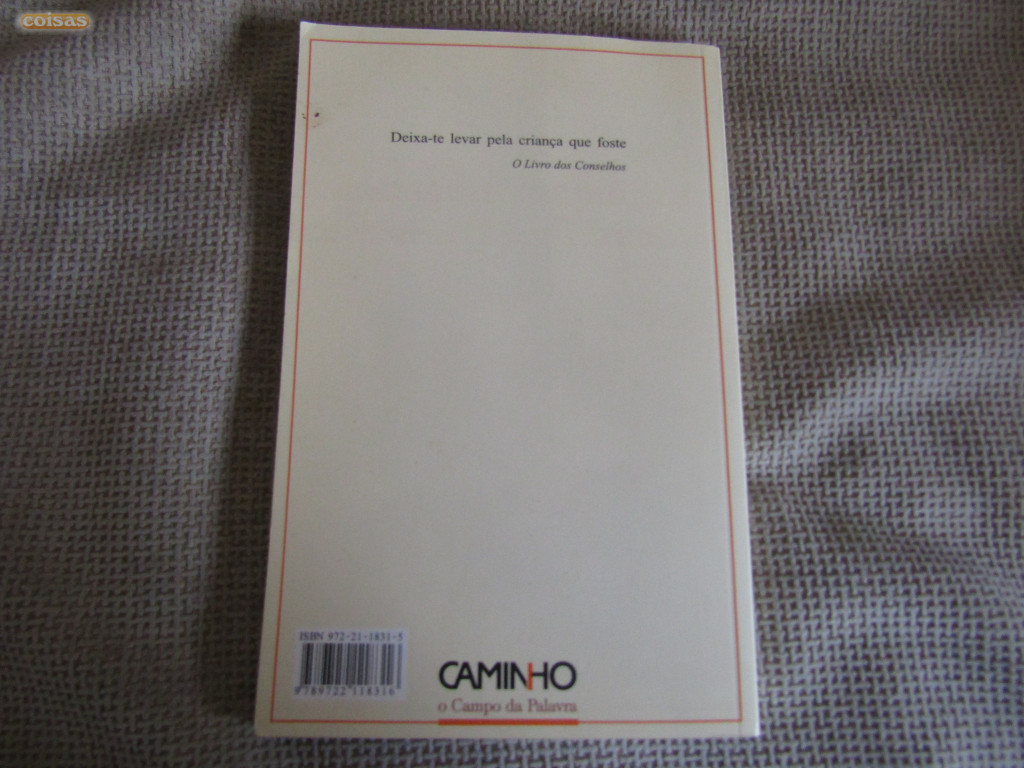 coisas
Deixa-te levar pela criança que foste
O Livro dos Conselhos
ISBN 972-21-1831-5
9789722118316
CAMINHO
o Campo da Palavra